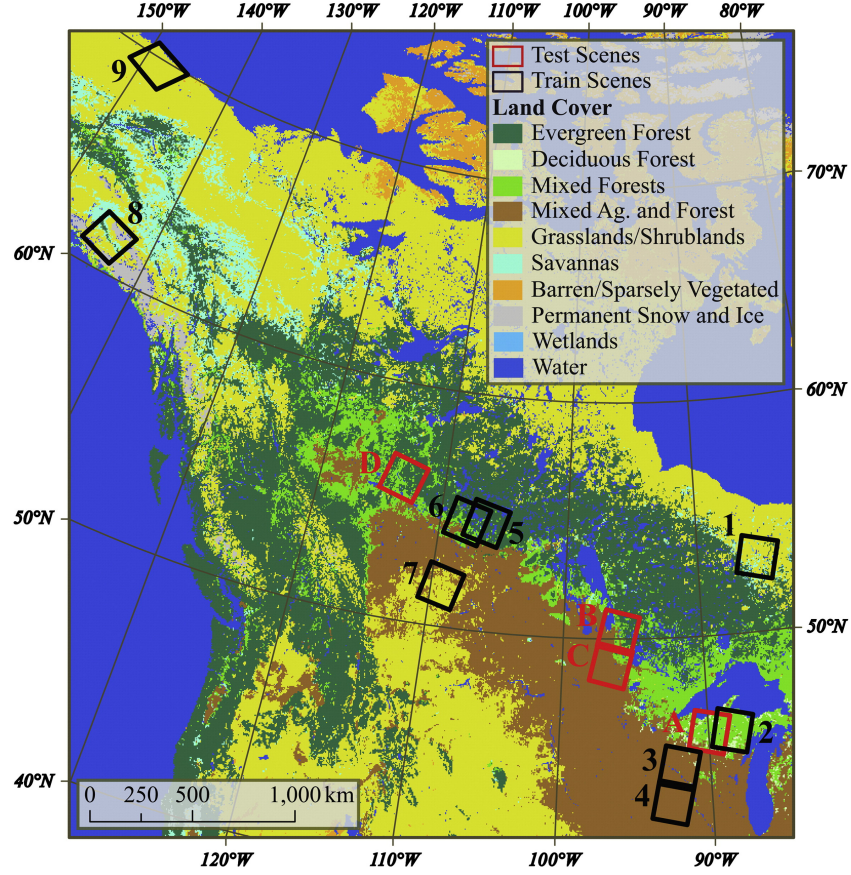 150°W 140°W 130°W 120°W 110°W 100°W 90°W 80°W
Test Scenes
Train Scenes
Land Cover
Evergreen Forest
Deciduous Forest
Mixed Forests
Mixed Ag. and Forest
Grasslands/Shrublands
Savannas
Barren/Sparsely Vegetated
Permanent Snow and Ice
Wetlands
Water
9
70°N
8
60°N
60°N
D
6
5
50°N
1
7
B
50°N
C
A
2
3
40°N
4
0 250 500 1,000 km
120°W 110°W 100°W 90°W